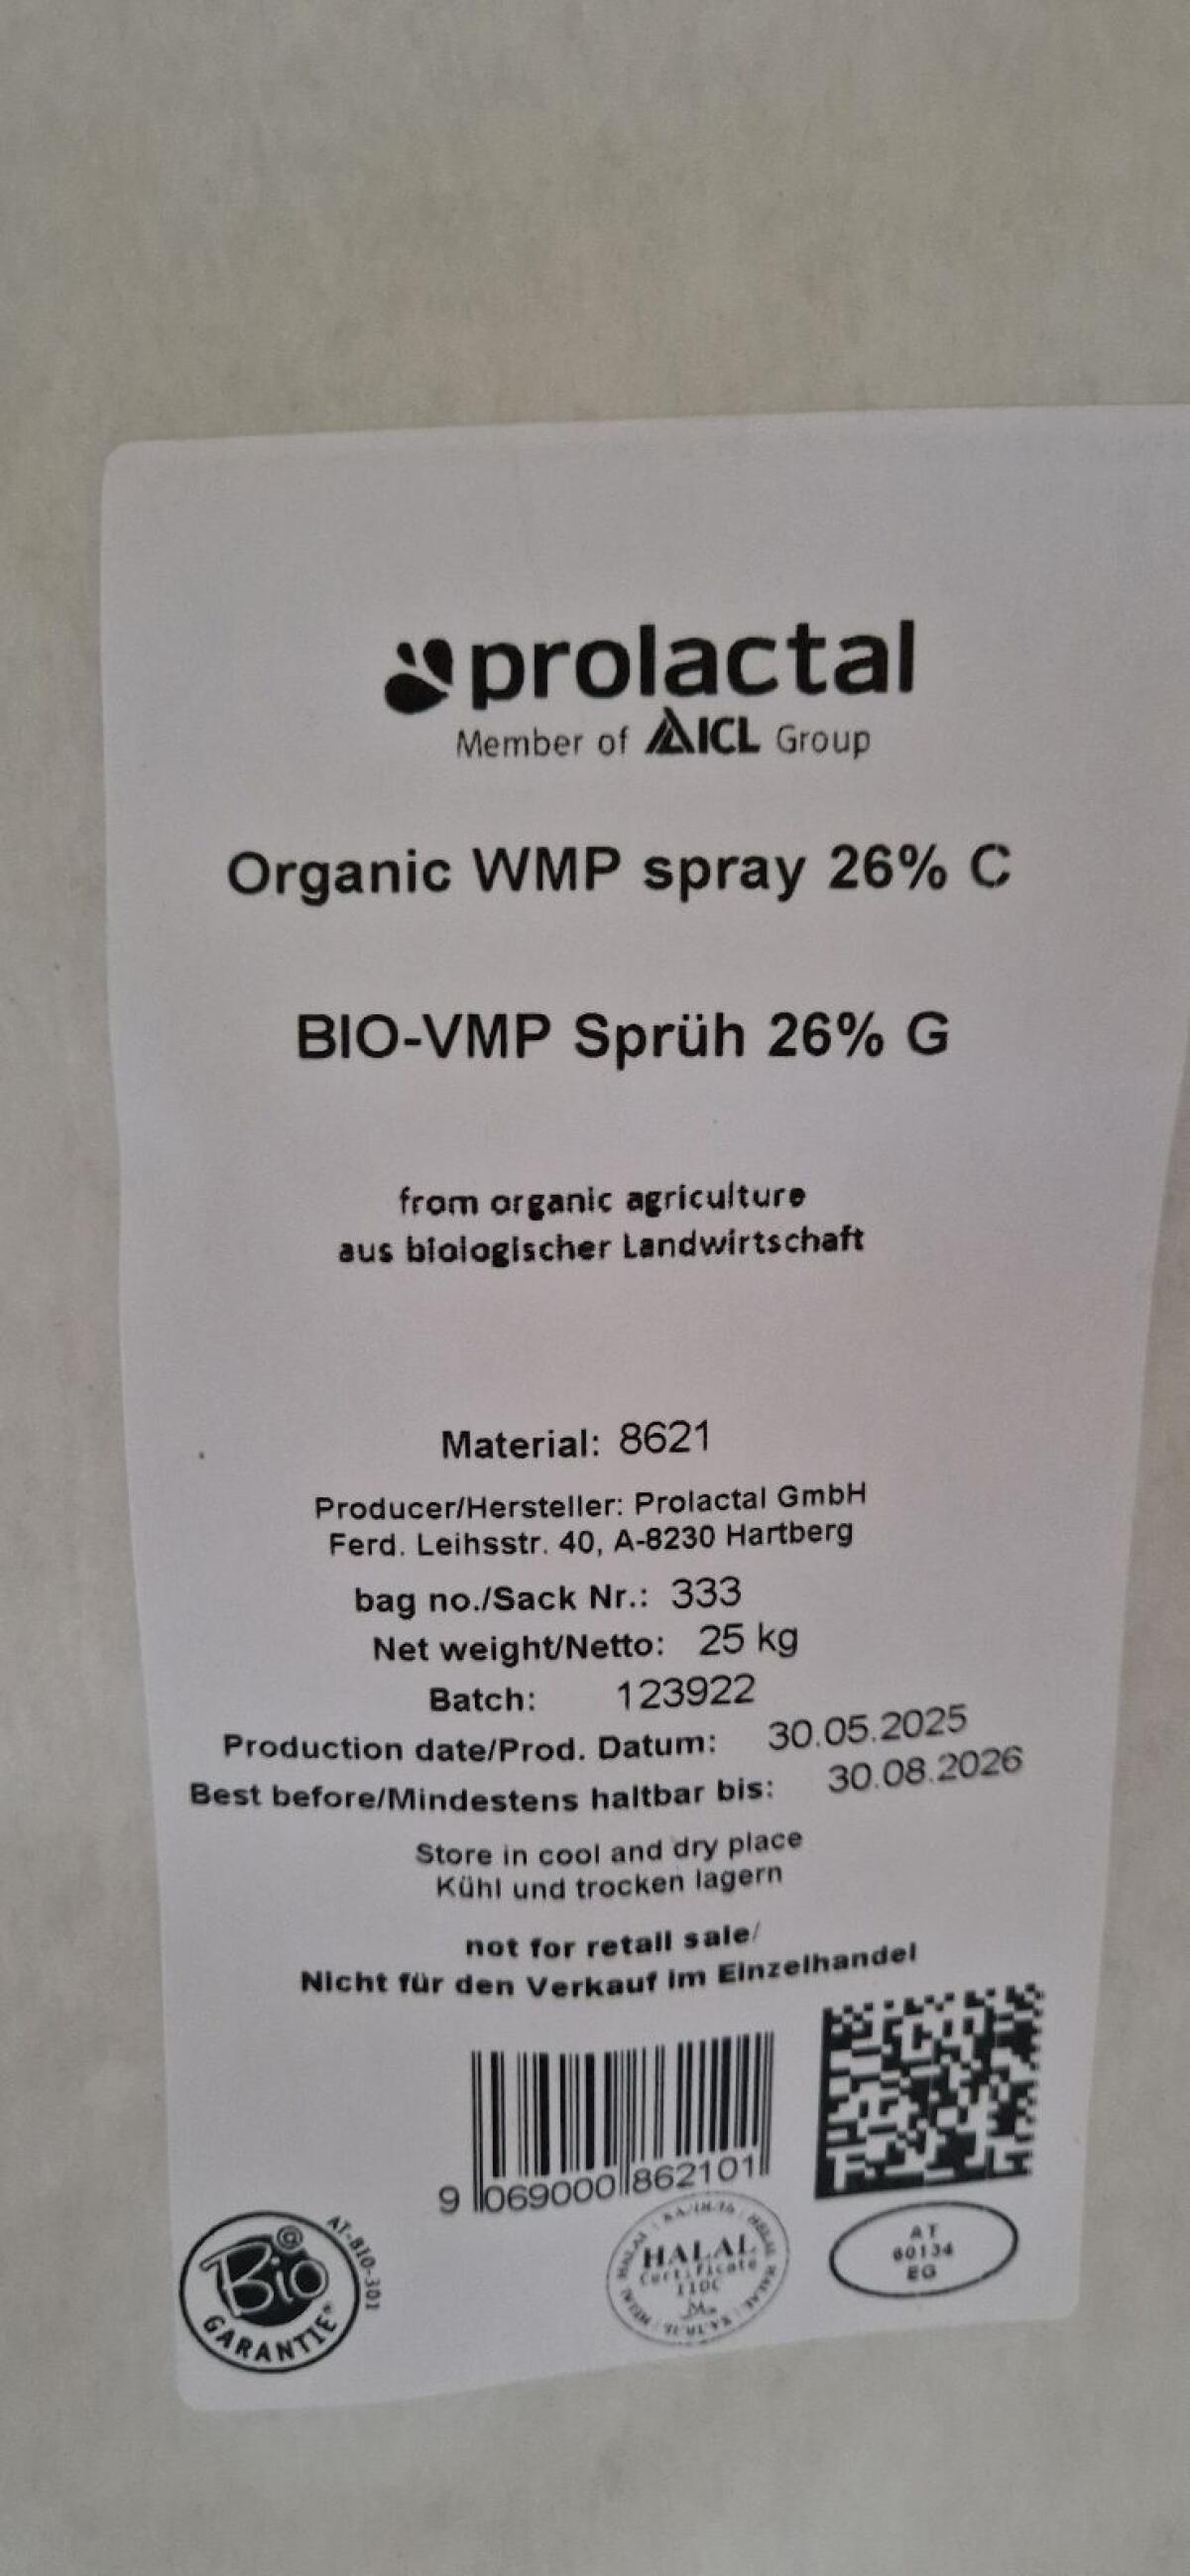 prolactal
Member of ICL Group
Organic WMP spray 26% C
BIO-VMP Sprüh 26% G
from organic agriculture
aus biologischer Landwirtschaft
Material: 8621
Producer/Hersteller: Prolactal GmbH
Ferd. Leihsstr. 40, A-8230 Hartberg
bag no./Sack Nr.: 333
Net weight/Netto: 25 kg
Batch: 123922
Production date/Prod. Datum: 30.05.2025
Best before/Mindestens haltbar bis: 30.08.2026
Store in cool and dry place
Kühl und trocken lagern
not for retail sale/
Nicht für den Verkauf im Einzelhandel
9 069000 862101
Bio
GARANTIE
AT-BIO-301
HALAL
Certificate
AT
60134
EG